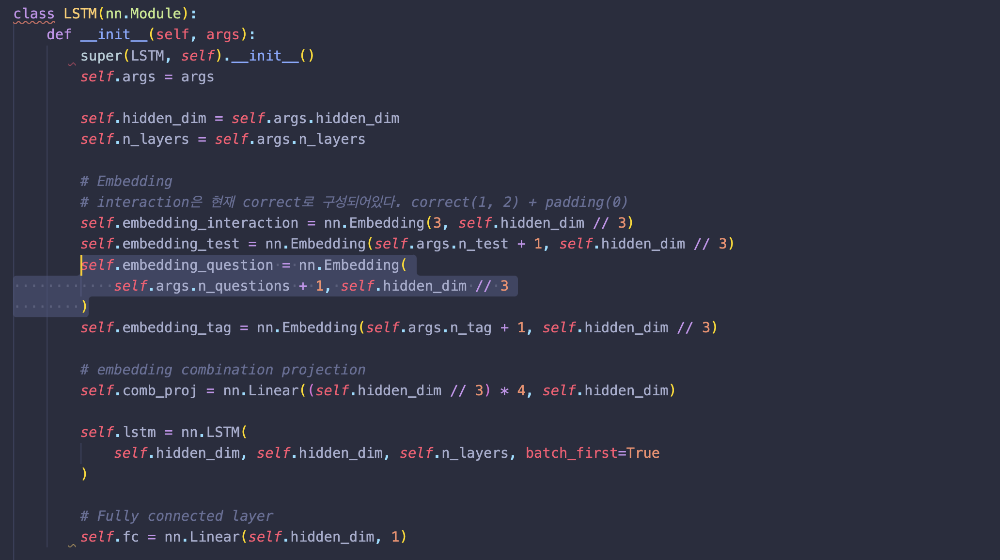 class LSTM(nn.Module):
    def __init__(self, args):
        super(LSTM, self).__init__()
        self.args = args

        self.hidden_dim = self.args.hidden_dim
        self.n_layers = self.args.n_layers

        # Embedding
        # interaction은 현재 correct로 구성되어있다. correct(1, 2) + padding(0)
        self.embedding_interaction = nn.Embedding(3, self.hidden_dim // 3)
        self.embedding_test = nn.Embedding(self.args.n_test + 1, self.hidden_dim // 3)
        self.embedding_question = nn.Embedding(
            self.args.n_questions + 1, self.hidden_dim // 3
        )
        self.embedding_tag = nn.Embedding(self.args.n_tag + 1, self.hidden_dim // 3)

        # embedding combination projection
        self.comb_proj = nn.Linear((self.hidden_dim // 3) * 4, self.hidden_dim)

        self.lstm = nn.LSTM(
            self.hidden_dim, self.hidden_dim, self.n_layers, batch_first=True
        )

        # Fully connected layer
        self.fc = nn.Linear(self.hidden_dim, 1)